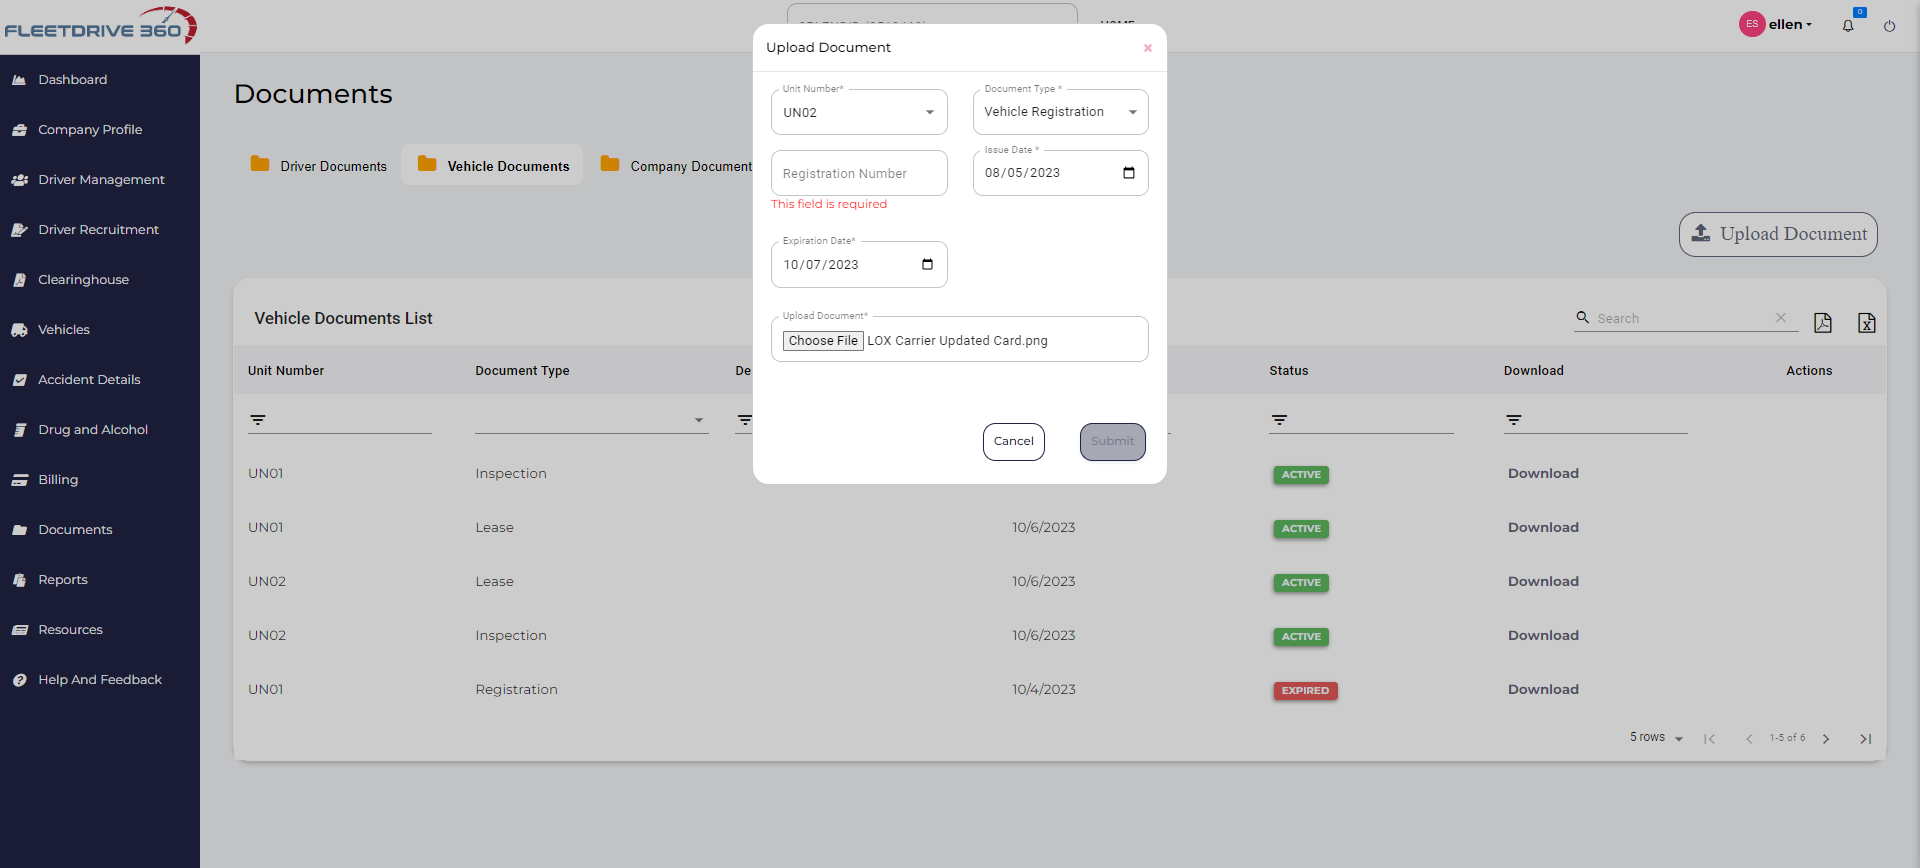 FLEETDRIVE 360
HOME
ES ellen
0
Dashboard
Company Profile
Driver Management
Driver Recruitment
Clearinghouse
Vehicles
Accident Details
Drug and Alcohol
Billing
Documents
Reports
Resources
Help And Feedback
Documents
Driver Documents
Vehicle Documents
Company Document
Upload Document
Upload Document
×
Unit Number*
UN02
Document Type *
Vehicle Registration
Registration Number
This field is required
Issue Date *
08/05/2023
Expiration Date*
10/07/2023
Upload Document*
Choose File LOX Carrier Updated Card.png
Cancel
Submit
Vehicle Documents List
Search
Unit Number Document Type De Status Download Actions
UN01 Inspection ACTIVE Download
UN01 Lease 10/6/2023 ACTIVE Download
UN02 Lease 10/6/2023 ACTIVE Download
UN02 Inspection 10/6/2023 ACTIVE Download
UN01 Registration 10/4/2023 EXPIRED Download
5 rows 1-5 of 6